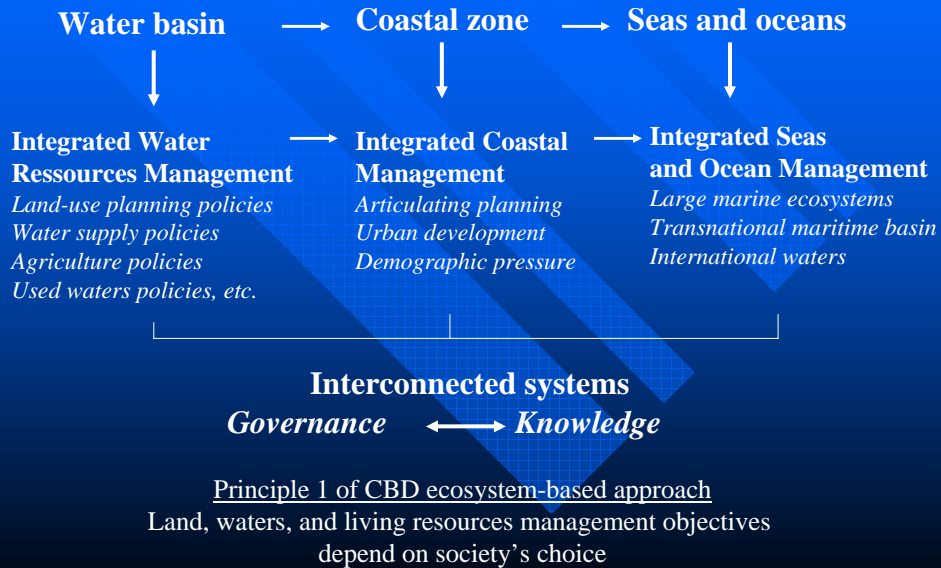 Water basin
Coastal zone
Seas and oceans
Integrated Water
Ressources Management
Land-use planning policies
Water supply policies
Agriculture policies
Used waters policies, etc.
Integrated Coastal
Management
Articulating planning
Urban development
Demographic pressure
Integrated Seas
and Ocean Management
Large marine ecosystems
Transnational maritime basin
International waters
Interconnected systems
Governance
Knowledge
Principle 1 of CBD ecosystem-based approach
Land, waters, and living resources management objectives
depend on society’s choice